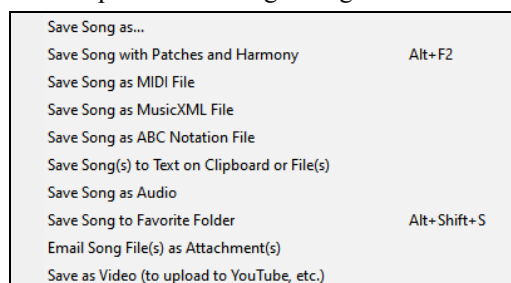 Save Song as...
Save Song with Patches and Harmony Alt+F2
Save Song as MIDI File
Save Song as MusicXML File
Save Song as ABC Notation File
Save Song(s) to Text on Clipboard or File(s)
Save Song as Audio
Save Song to Favorite Folder Alt+Shift+S
Email Song File(s) as Attachment(s)
Save as Video (to upload to YouTube, etc.)